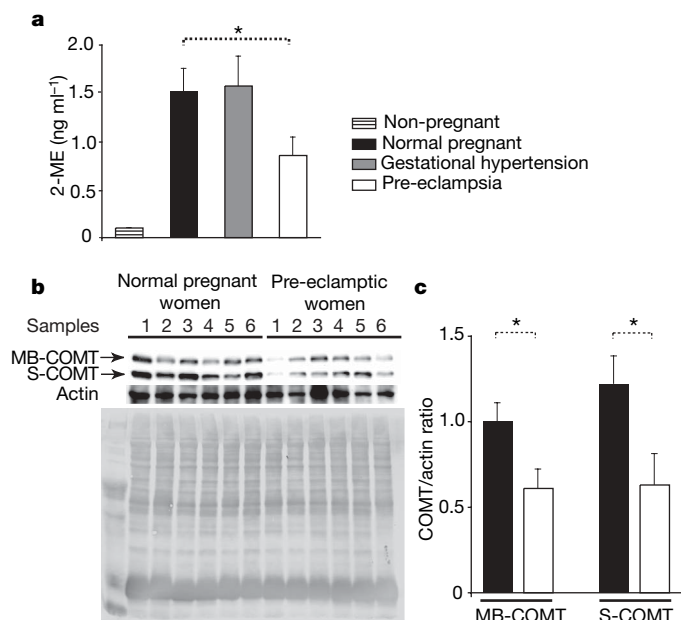 a
*
2.0
1.5
1.0
0.5
0
2-ME (ng ml⁻¹)
Non-pregnant
Normal pregnant
Gestational hypertension
Pre-eclampsia
b
Normal pregnant women
Pre-eclamptic women
Samples 1 2 3 4 5 6 1 2 3 4 5 6
MB-COMT
S-COMT
Actin
c
* *
1.5
1.0
0.5
0
COMT/actin ratio
MB-COMT S-COMT